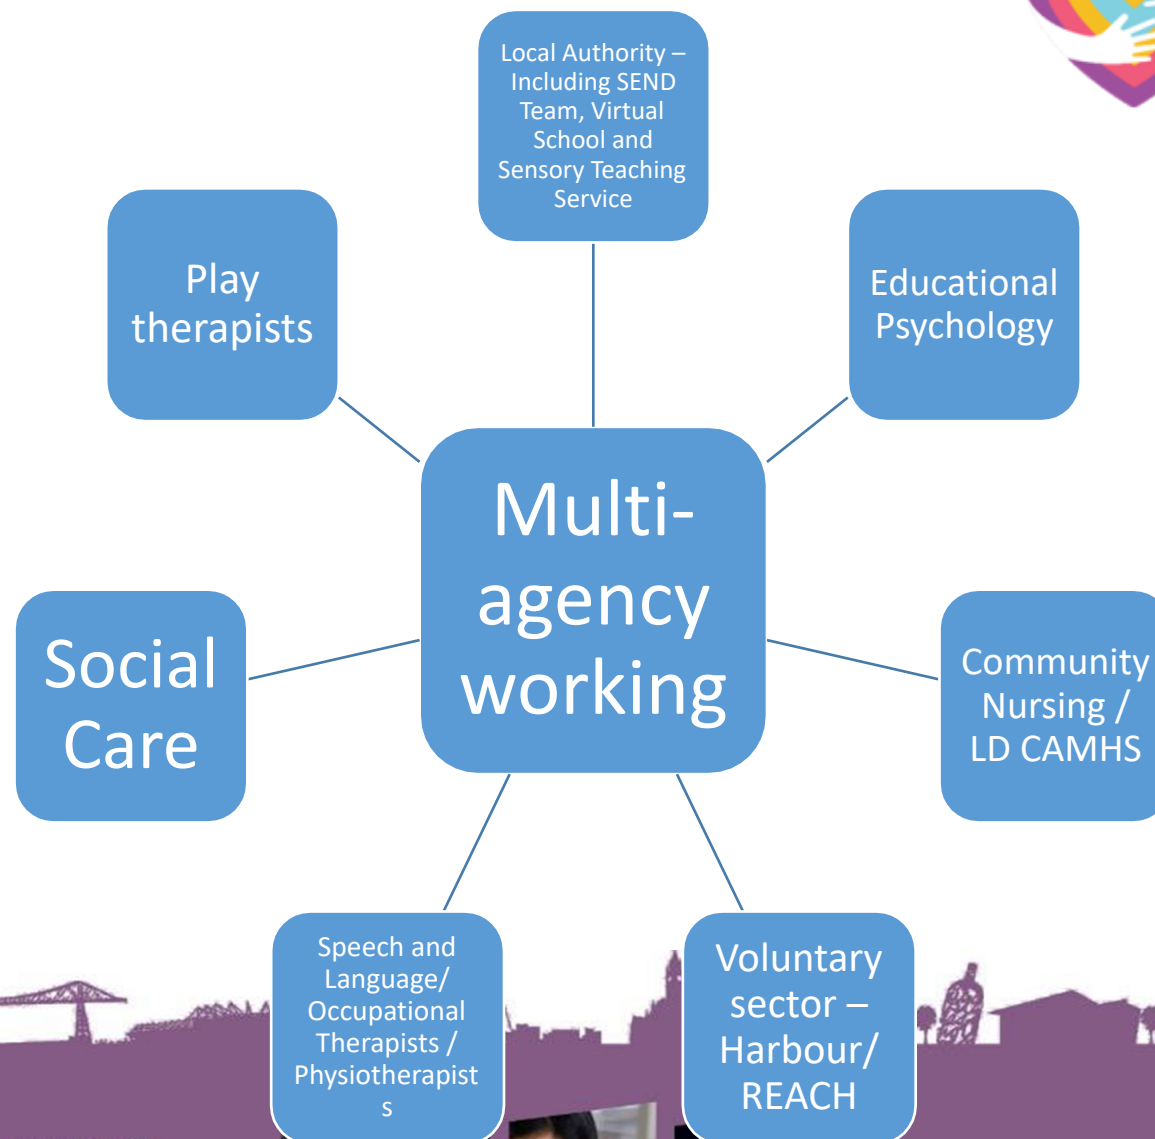 Local Authority –
Including SEND
Team, Virtual
School and
Sensory Teaching
Service
Play
therapists
Educational
Psychology
Multi-
agency
working
Social
Care
Community
Nursing /
LD CAMHS
Speech and
Language/
Occupational
Therapists /
Physiotherapist
s
Voluntary
sector –
Harbour/
REACH